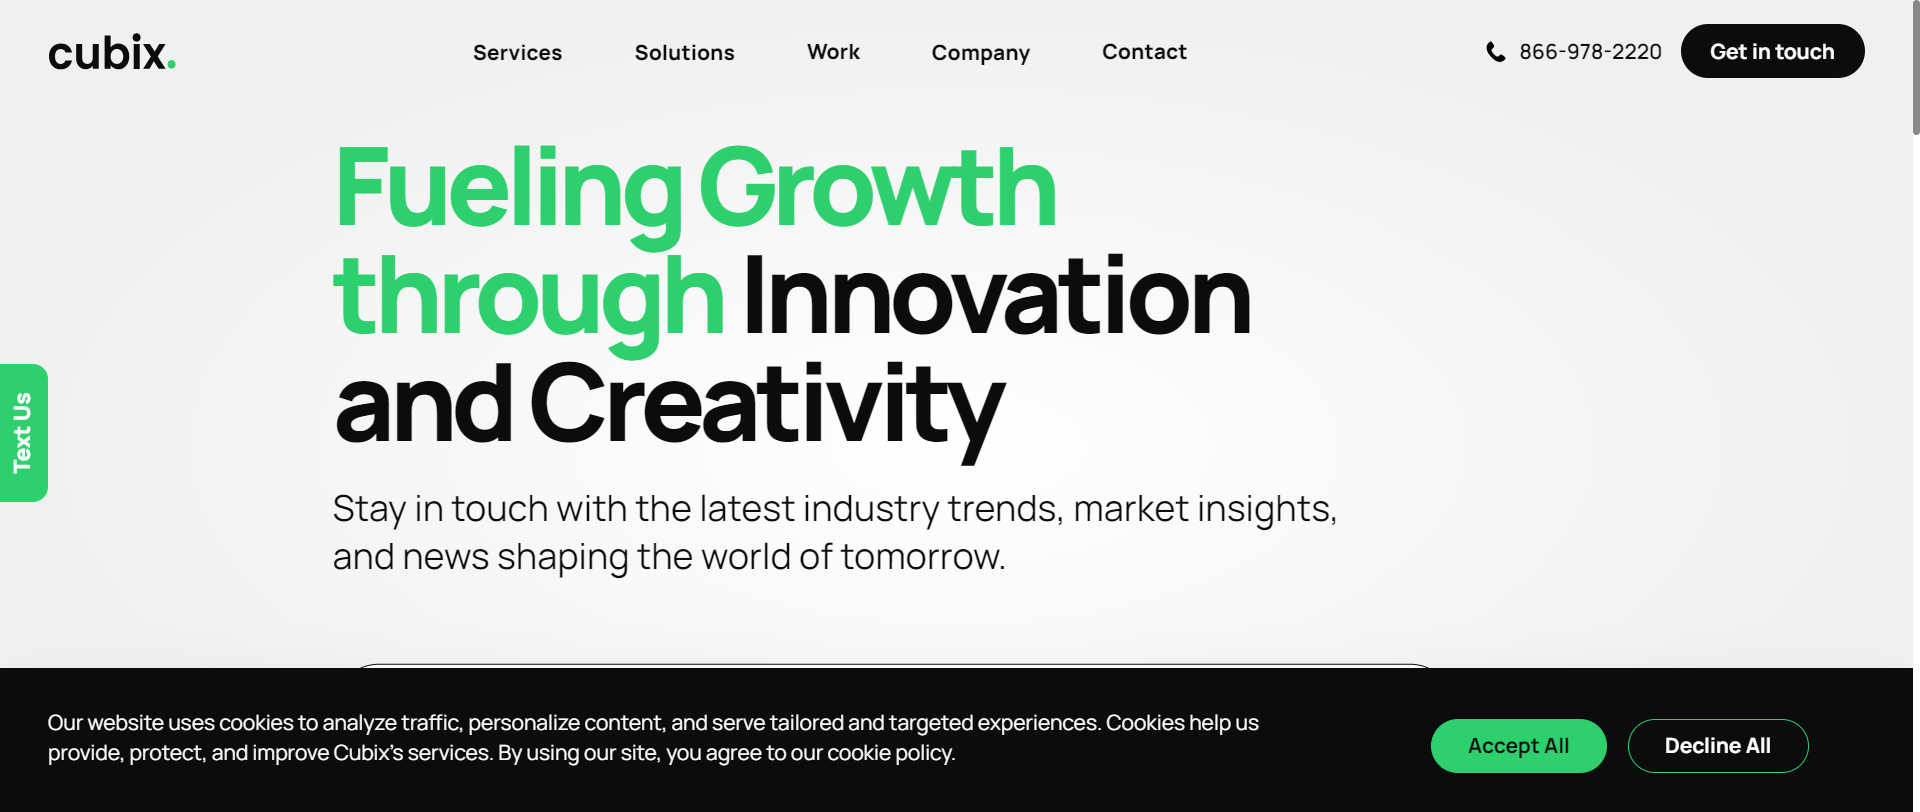 cubix.
Services
Solutions
Work
Company
Contact
866-978-2220
Get in touch
Fueling Growth
through Innovation
and Creativity
Text Us
Stay in touch with the latest industry trends, market insights,
and news shaping the world of tomorrow.
Our website uses cookies to analyze traffic, personalize content, and serve tailored and targeted experiences. Cookies help us
provide, protect, and improve Cubix’s services. By using our site, you agree to our cookie policy.
Accept All
Decline All